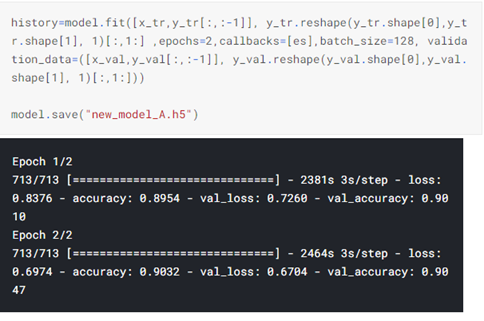 history=model.fit([x_tr,y_tr[:,:-1]], y_tr.reshape(y_tr.shape[0],y_t
r.shape[1], 1)[:,1:] ,epochs=2,callbacks=[es],batch_size=128, valida
tion_data=([x_val,y_val[:,:-1]], y_val.reshape(y_val.shape[0],y_val.
shape[1], 1)[:,1:]))
model.save("new_model_A.h5")
Epoch 1/2
713/713 [==============================] - 2381s 3s/step - loss:
0.8376 - accuracy: 0.8954 - val_loss: 0.7260 - val_accuracy: 0.90
10
Epoch 2/2
713/713 [==============================] - 2464s 3s/step - loss:
0.6974 - accuracy: 0.9032 - val_loss: 0.6704 - val_accuracy: 0.90
47